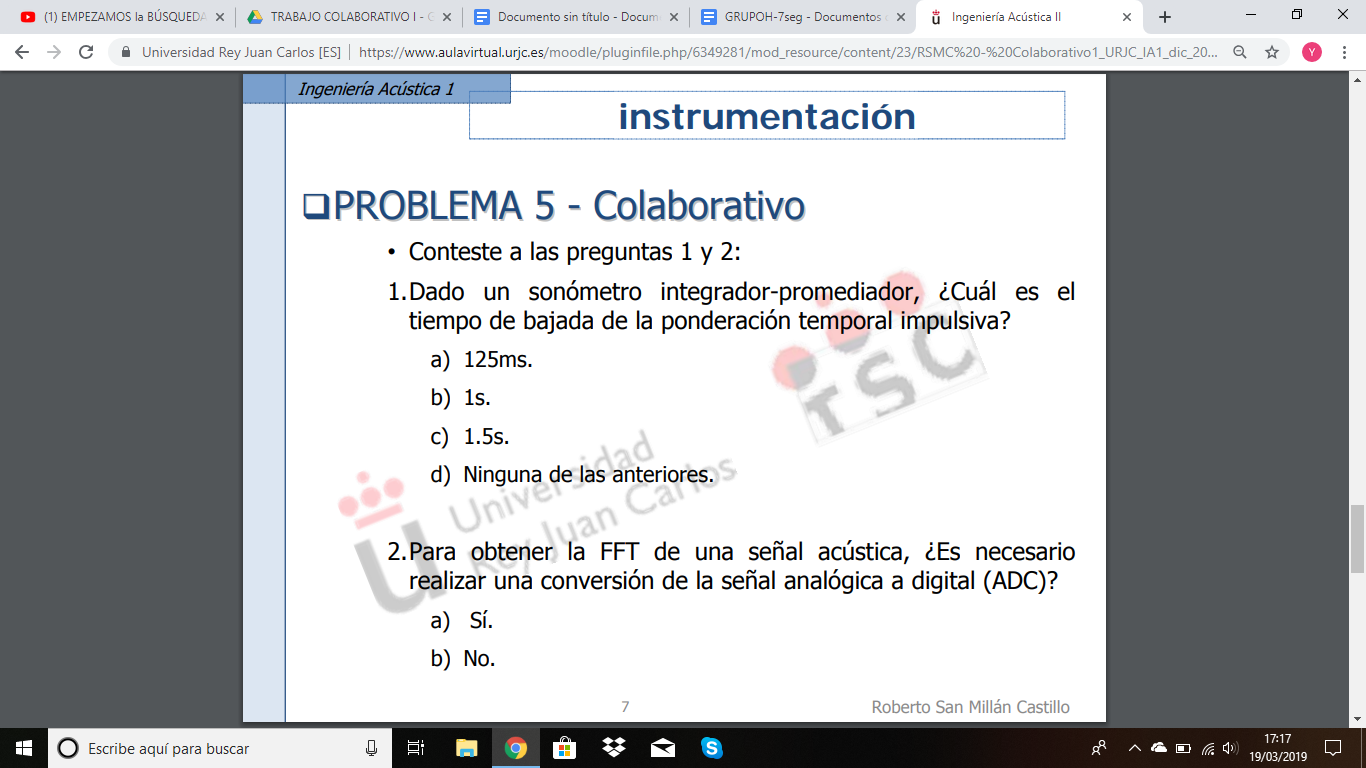 (1) EMPEZAMOS la BÚSQUEDA
TRABAJO COLABORATIVO I - G
Documento sin título - Docum
GRUPOH-7seg - Documentos
Ingeniería Acústica II
Universidad Rey Juan Carlos [ES]
https://www.aulavirtual.urjc.es/moodle/pluginfile.php/6349281/mod_resource/content/23/RSMC%20-%20Colaborativo1_URJC_IA1_dic_20...
Y
Ingeniería Acústica 1
instrumentación
PROBLEMA 5 - Colaborativo
• Conteste a las preguntas 1 y 2:
1.Dado un sonómetro integrador-promediador, ¿Cuál es el
tiempo de bajada de la ponderación temporal impulsiva?
a) 125ms.
b) 1s.
c) 1.5s.
d) Ninguna de las anteriores.
2.Para obtener la FFT de una señal acústica, ¿Es necesario
realizar una conversión de la señal analógica a digital (ADC)?
a) Sí.
b) No.
rsc
Universidad
Rey Juan Carlos
7
Roberto San Millán Castillo
Escribe aquí para buscar
17:17
19/03/2019